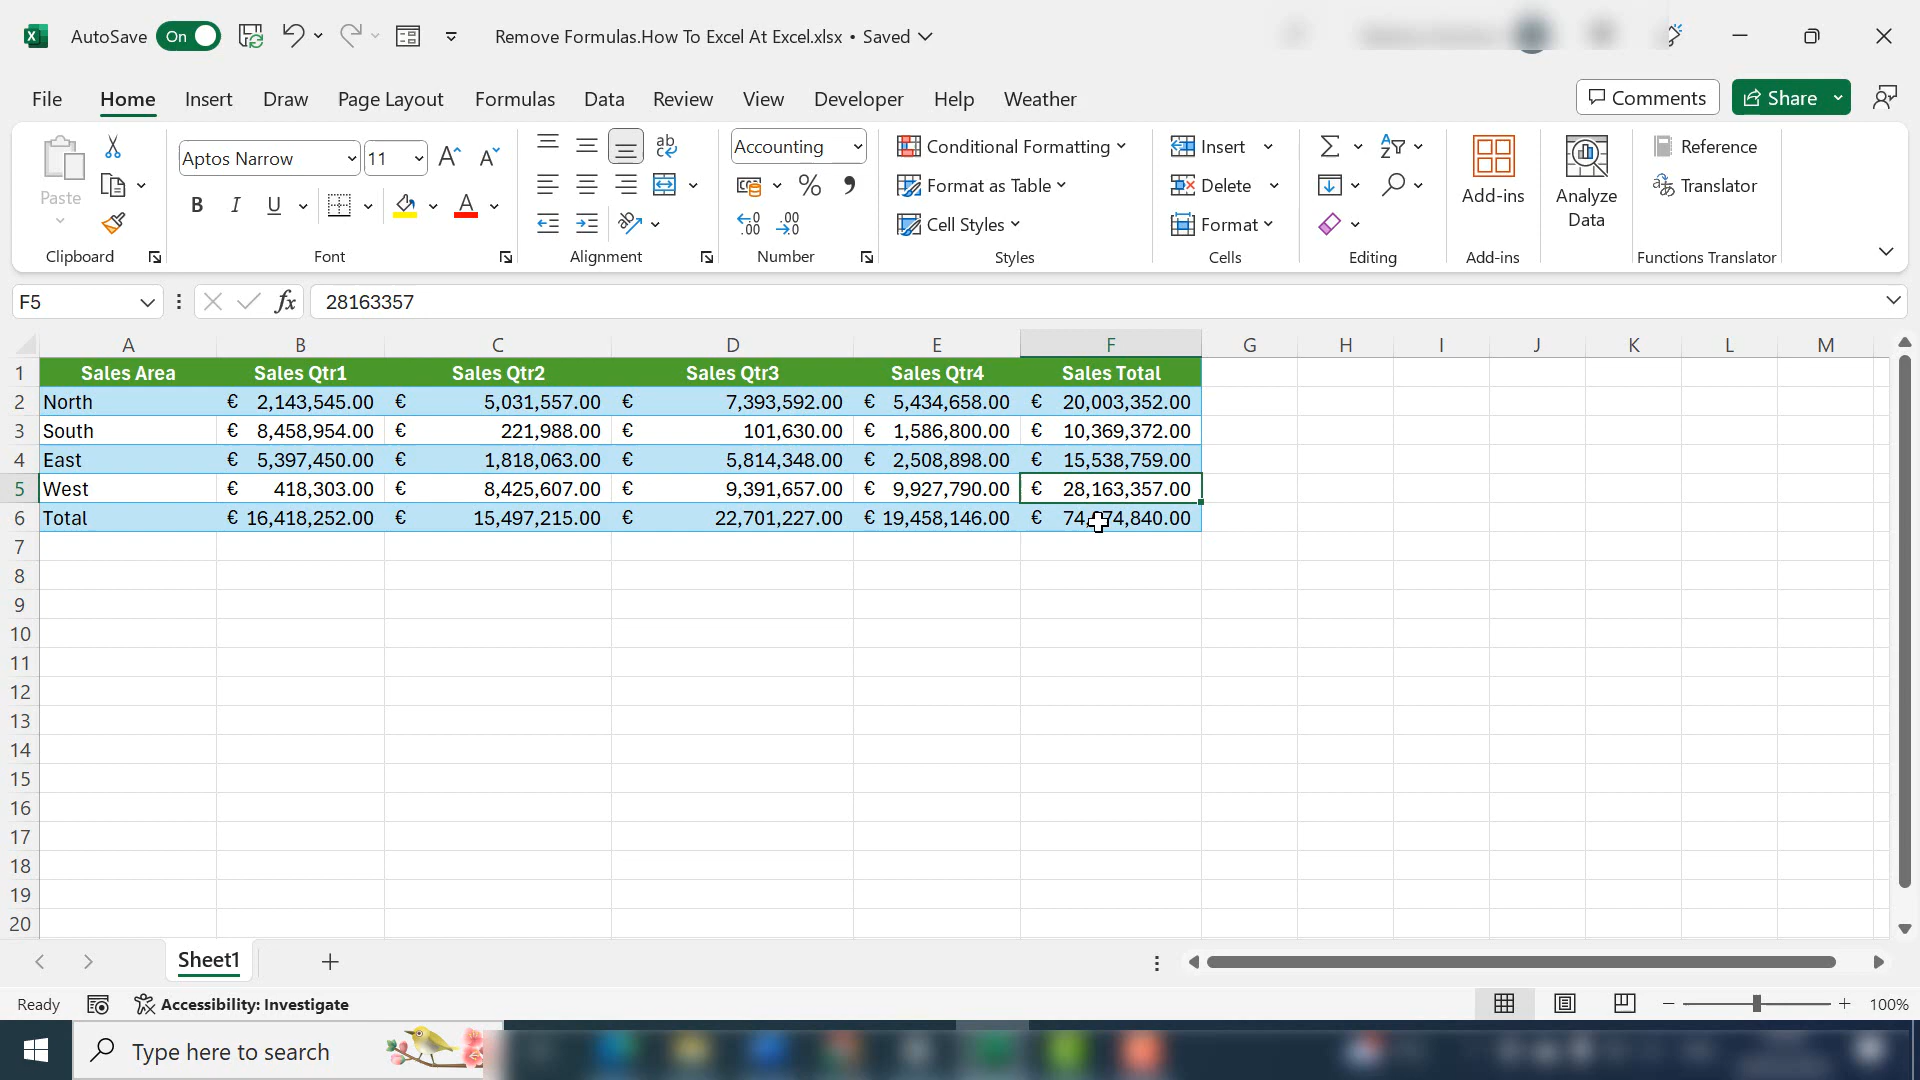 AutoSave On Remove Formulas.How To Excel At Excel.xlsx • Saved
File Home Insert Draw Page Layout Formulas Data Review View Developer Help Weather Comments Share
Paste
Clipboard
Aptos Narrow 11
B I U A
Font
ab
Alignment
Accounting
% 9
Number
Conditional Formatting
Format as Table
Cell Styles
Styles
Insert
Delete
Format
Cells
Editing
Add-ins
Add-ins
Analyze
Data
Reference
Translator
Functions Translator
F5 fx 28163357
A B C D E F G H I J K L M
1 Sales Area Sales Qtr1 Sales Qtr2 Sales Qtr3 Sales Qtr4 Sales Total
2 North € 2,143,545.00 € 5,031,557.00 € 7,393,592.00 € 5,434,658.00 € 20,003,352.00
3 South € 8,458,954.00 € 221,988.00 € 101,630.00 € 1,586,800.00 € 10,369,372.00
4 East € 5,397,450.00 € 1,818,063.00 € 5,814,348.00 € 2,508,898.00 € 15,538,759.00
5 West € 418,303.00 € 8,425,607.00 € 9,391,657.00 € 9,927,790.00 € 28,163,357.00
6 Total € 16,418,252.00 € 15,497,215.00 € 22,701,227.00 € 19,458,146.00 €
7
8
9
10
11
12
13
14
15
16
17
18
19
20
Sheet1
Ready Accessibility: Investigate 100%
Type here to search